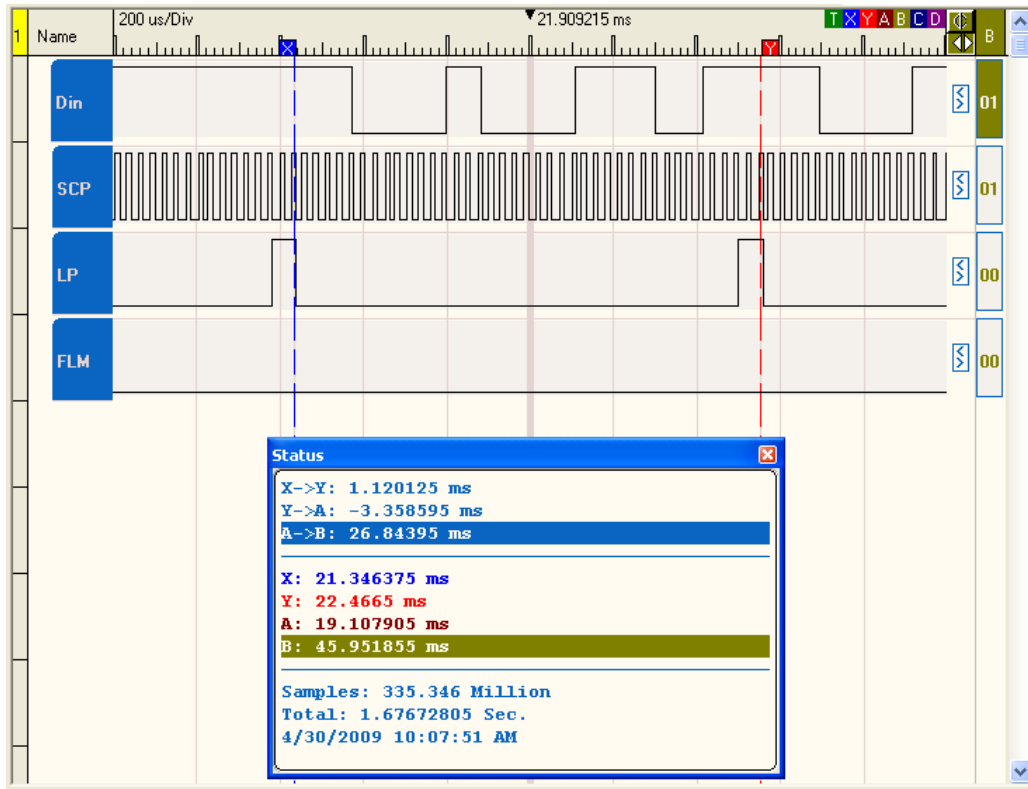 1 Name 200 us/Div 21.909215 ms T X Y A B C D ₵ B
X Y
Din 01
SCP 01
LP 00
FLM 00
Status
X->Y: 1.120125 ms
Y->A: -3.358595 ms
A->B: 26.84395 ms
X: 21.346375 ms
Y: 22.4665 ms
A: 19.107905 ms
B: 45.951855 ms
Samples: 335.346 Million
Total: 1.67672805 Sec.
4/30/2009 10:07:51 AM